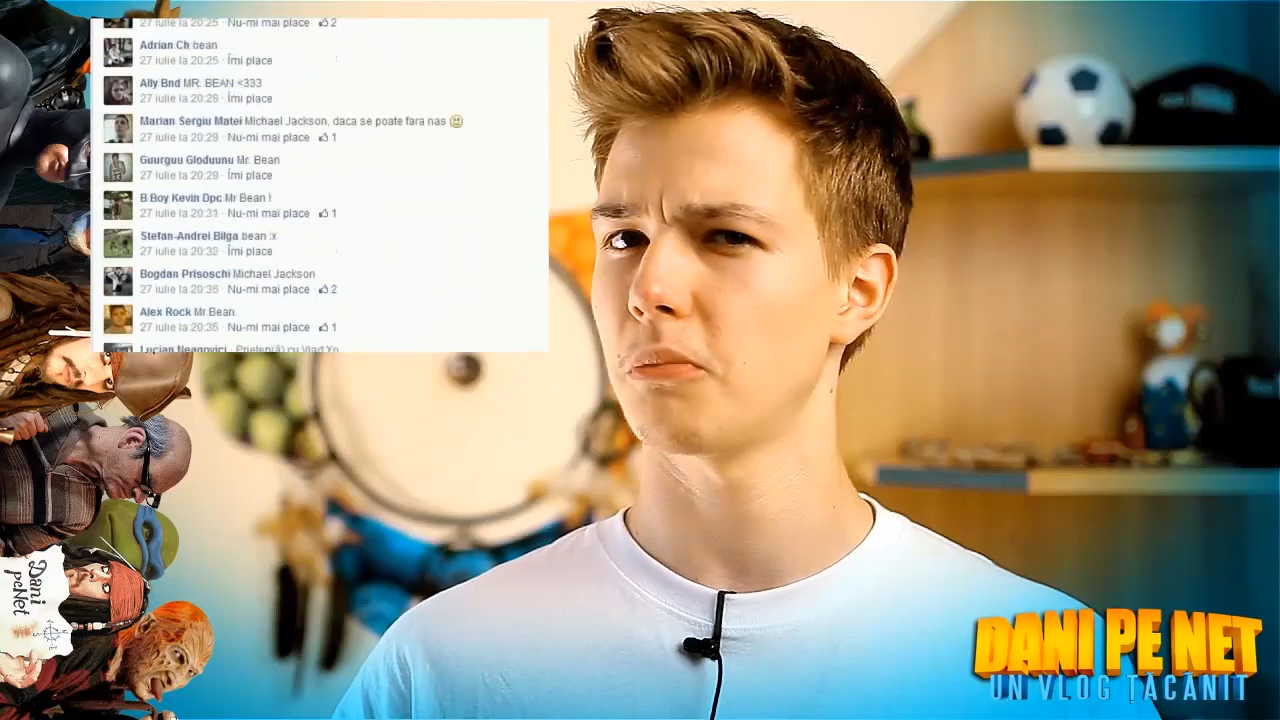 27 iulie la 20:25 · Nu-mi mai place · 2
Adrian Ch bean
27 iulie la 20:25 · Îmi place
Ally Bnd MR. BEAN <333
27 iulie la 20:29 · Îmi place
Marian Sergiu Matei Michael Jackson, daca se poate fara nas
27 iulie la 20:29 · Nu-mi mai place · 1
Guurguu Gloduunu Mr. Bean
27 iulie la 20:29 · Îmi place
B Boy Kevin Dpc Mr Bean !
27 iulie la 20:31 · Nu-mi mai place · 1
Stefan-Andrei Bilga bean :x
27 iulie la 20:32 · Îmi place
Bogdan Prisoschi Michael Jackson
27 iulie la 20:35 · Nu-mi mai place · 2
Alex Rock Mr.Bean
27 iulie la 20:35 · Nu-mi mai place · 1
Lucian Neagovici · Prieten(ă) cu Vlad
Dani
peNet
DANI PE NET
UN VLOG ȚĂCĂNIT